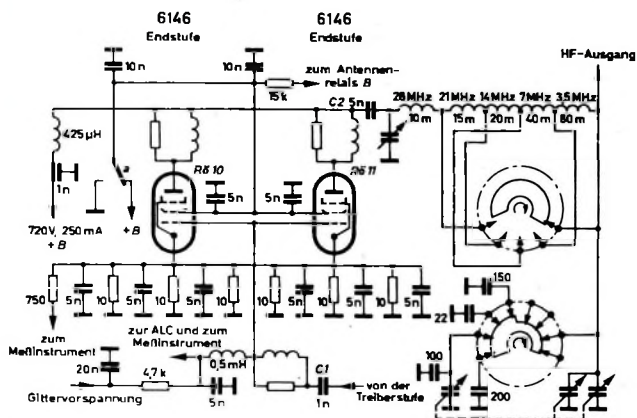 6146 6146
Endstufe Endstufe
HF-Ausgang
10n 10n
zum Antennen-
relais B
15k
C2 5n
28MHz 21MHz 14MHz 7MHz 3,5MHz
10m 15m 20m 40m 80m
425µH
Rö 10 Rö 11
a
1n
5n 5n
720V, 250mA
+B +B
750 5n 10 5n 10 5n 10 5n 10 10 5n 10 5n 10 5n
150
22
zum
Meßinstrument
zur ALC und zum
Meßinstrument
100
20n
4,7k
0,5mH
C1
von der
Treiberstufe
Gittervorspannung
5n
1n
200